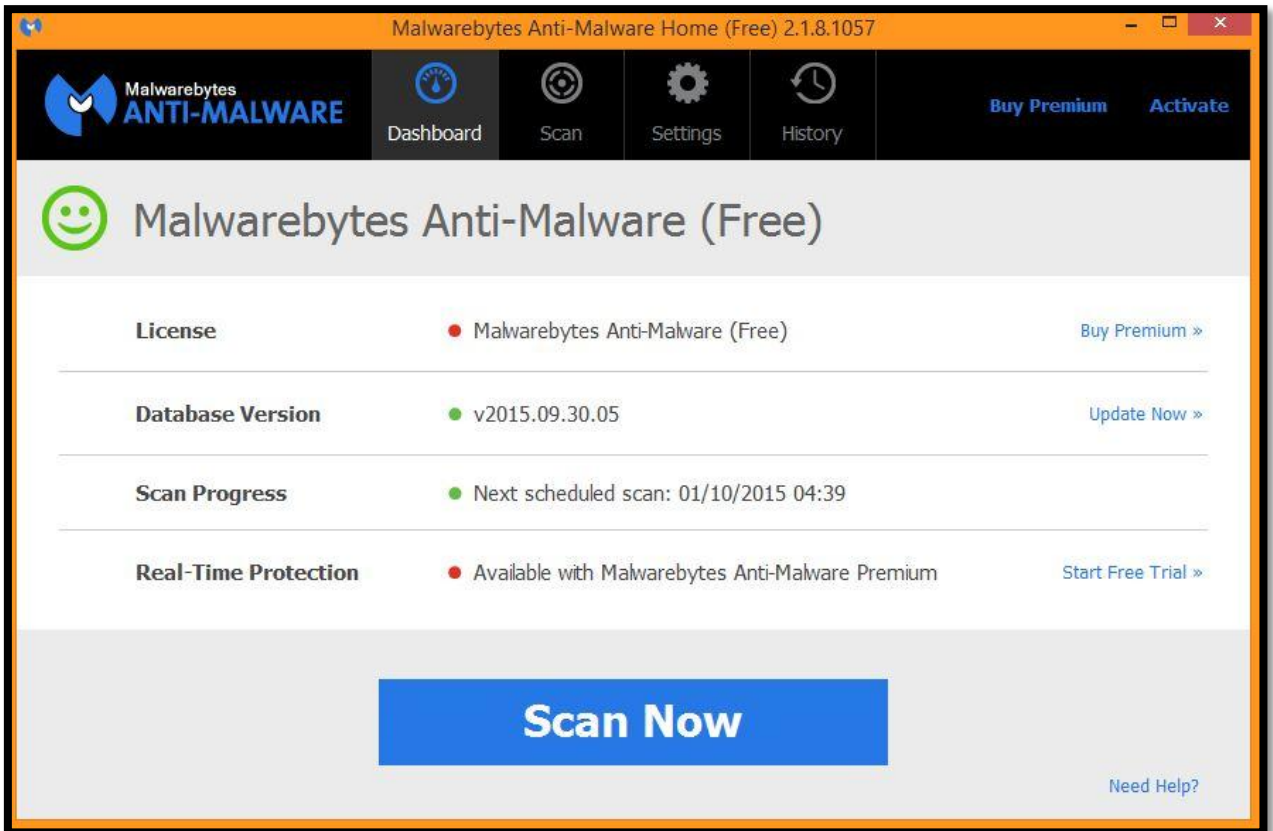 Malwarebytes Anti-Malware Home (Free) 2.1.8.1057
Malwarebytes
ANTI-MALWARE
Dashboard
Scan
Settings
History
Buy Premium
Activate
Malwarebytes Anti-Malware (Free)
License
Malwarebytes Anti-Malware (Free)
Buy Premium »
Database Version
v2015.09.30.05
Update Now »
Scan Progress
Next scheduled scan: 01/10/2015 04:39
Real-Time Protection
Available with Malwarebytes Anti-Malware Premium
Start Free Trial »
Scan Now
Need Help?